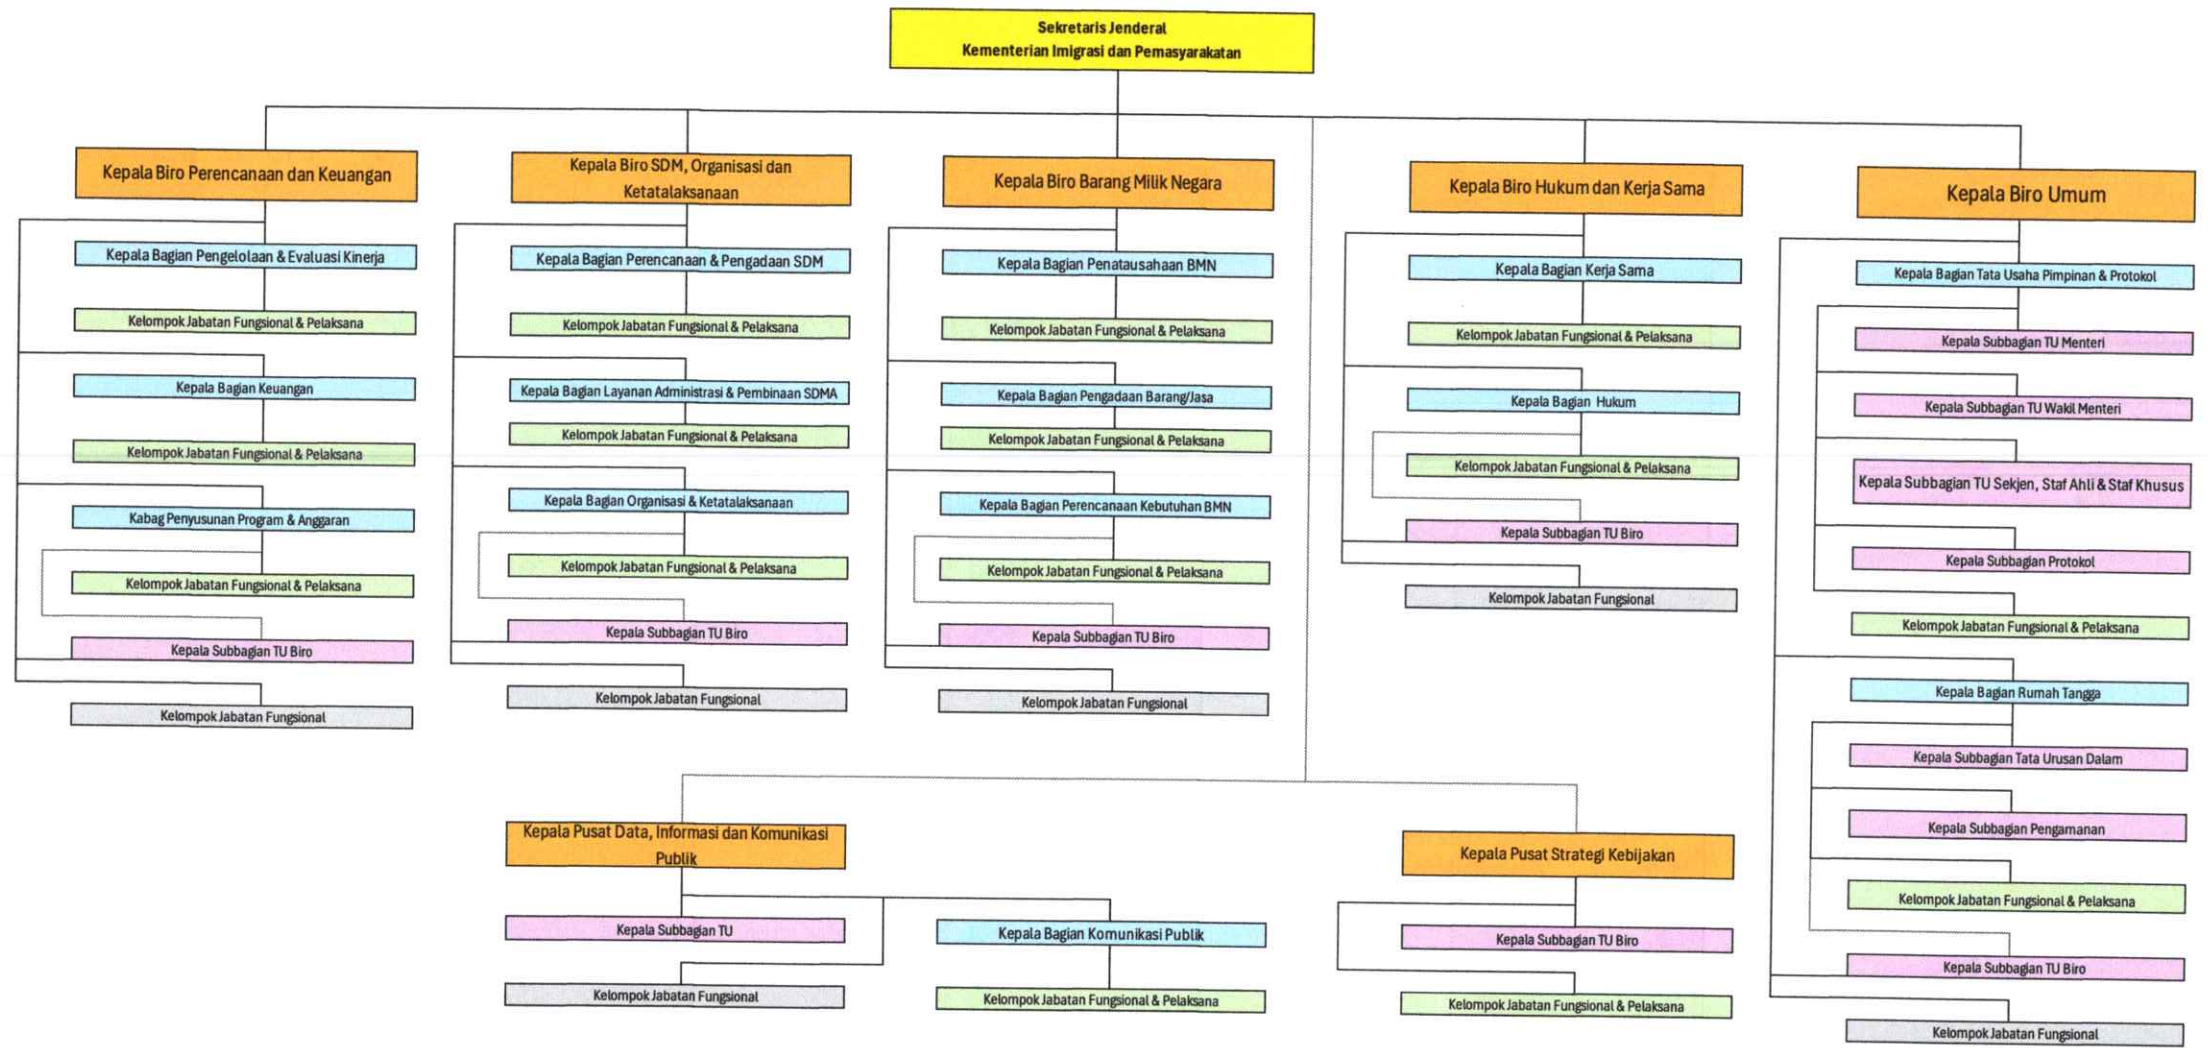 Sekretaris Jenderal
Kementerian Imigrasi dan Pemasyarakatan
Kepala Biro Perencanaan dan Keuangan
Kepala Bagian Pengelolaan & Evaluasi Kinerja
Kelompok Jabatan Fungsional & Pelaksana
Kepala Bagian Keuangan
Kelompok Jabatan Fungsional & Pelaksana
Kabag Penyusunan Program & Anggaran
Kelompok Jabatan Fungsional & Pelaksana
Kepala Subbagian TU Biro
Kelompok Jabatan Fungsional
Kepala Biro SDM, Organisasi dan
Ketatalaksanaan
Kepala Bagian Perencanaan & Pengadaan SDM
Kelompok Jabatan Fungsional & Pelaksana
Kepala Bagian Layanan Administrasi & Pembinaan SDMA
Kelompok Jabatan Fungsional & Pelaksana
Kepala Bagian Organisasi & Ketatalaksanaan
Kelompok Jabatan Fungsional & Pelaksana
Kepala Subbagian TU Biro
Kelompok Jabatan Fungsional
Kepala Biro Barang Milik Negara
Kepala Bagian Penatausahaan BMN
Kelompok Jabatan Fungsional & Pelaksana
Kepala Bagian Pengadaan Barang/Jasa
Kelompok Jabatan Fungsional & Pelaksana
Kepala Bagian Perencanaan Kebutuhan BMN
Kelompok Jabatan Fungsional & Pelaksana
Kepala Subbagian TU Biro
Kelompok Jabatan Fungsional
Kepala Biro Hukum dan Kerja Sama
Kepala Bagian Kerja Sama
Kelompok Jabatan Fungsional & Pelaksana
Kepala Bagian Hukum
Kelompok Jabatan Fungsional & Pelaksana
Kepala Subbagian TU Biro
Kelompok Jabatan Fungsional
Kepala Biro Umum
Kepala Bagian Tata Usaha Pimpinan & Protokol
Kepala Subbagian TU Menteri
Kepala Subbagian TU Wakil Menteri
Kepala Subbagian TU Sekjen, Staf Ahli & Staf Khusus
Kepala Subbagian Protokol
Kelompok Jabatan Fungsional & Pelaksana
Kepala Bagian Rumah Tangga
Kepala Subbagian Tata Urusan Dalam
Kepala Subbagian Pengamanan
Kelompok Jabatan Fungsional & Pelaksana
Kepala Subbagian TU Biro
Kelompok Jabatan Fungsional
Kepala Pusat Data, Informasi dan Komunikasi
Publik
Kepala Subbagian TU
Kelompok Jabatan Fungsional
Kepala Bagian Komunikasi Publik
Kelompok Jabatan Fungsional & Pelaksana
Kepala Pusat Strategi Kebijakan
Kepala Subbagian TU Biro
Kelompok Jabatan Fungsional & Pelaksana